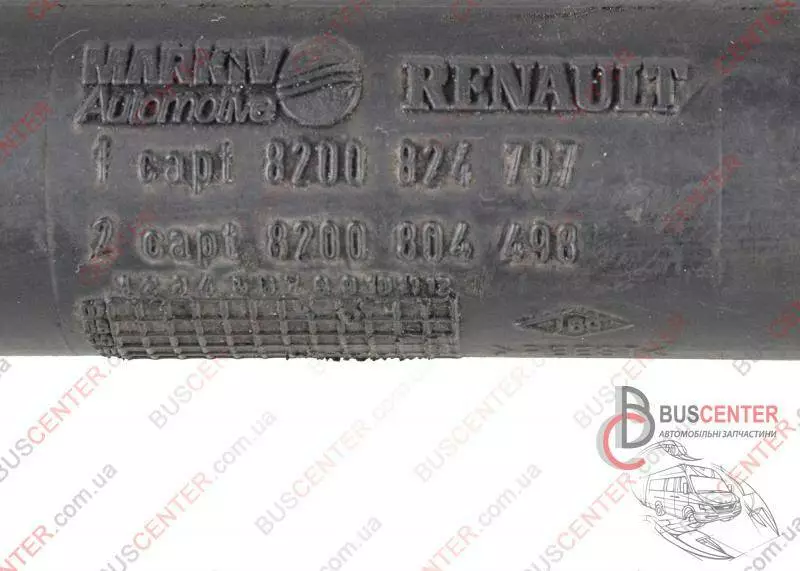 MARK IV
Automotive
RENAULT
1 capt 8200 824 797
2 capt 8200 804 498
BUSCENTER
АВТОМОБІЛЬНІ ЗАПЧАСТИНИ
BUSCENTER.com.ua